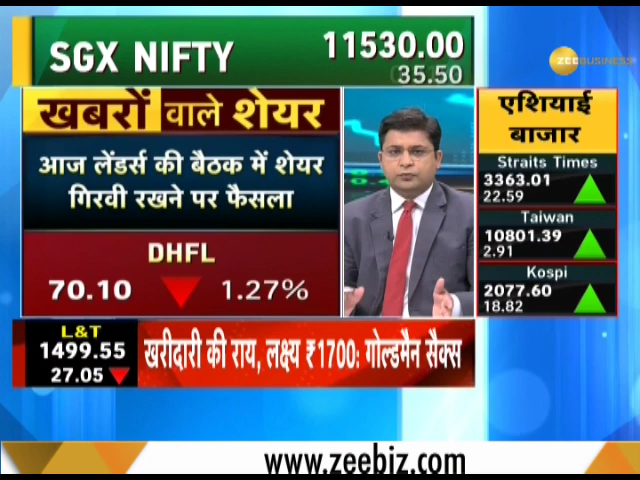 SGX NIFTY
11530.00
35.50
ZEE BUSINESS
खबरों वाले शेयर
आज लेंडर्स की बैठक में शेयर
गिरवी रखने पर फैसला
DHFL
70.10 1.27%
एशियाई
बाजार
Straits Times
3363.01
22.59
Taiwan
10801.39
2.91
Kospi
2077.60
18.82
L&T
1499.55
27.05
खरीदारी की राय, लक्ष्य ₹1700: गोल्डमैन सैक्स
www.zeebiz.com